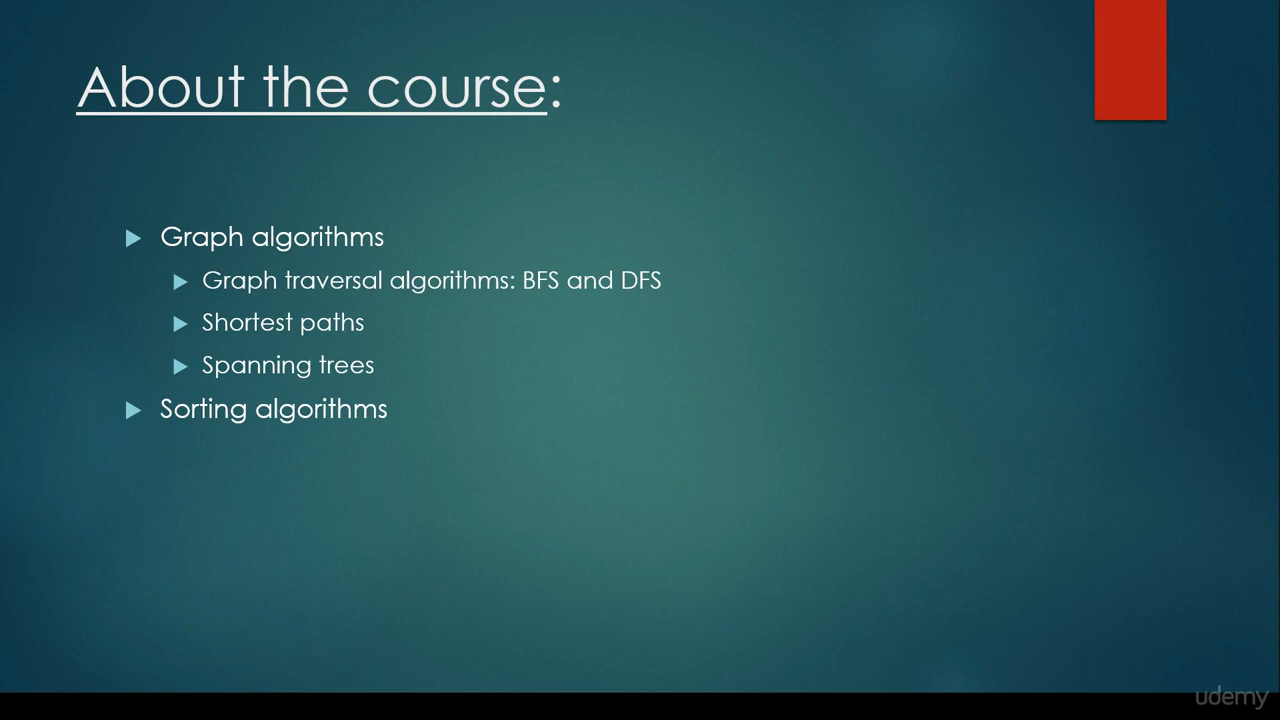 About the course:
Graph algorithms
Graph traversal algorithms: BFS and DFS
Shortest paths
Spanning trees
Sorting algorithms
udemy